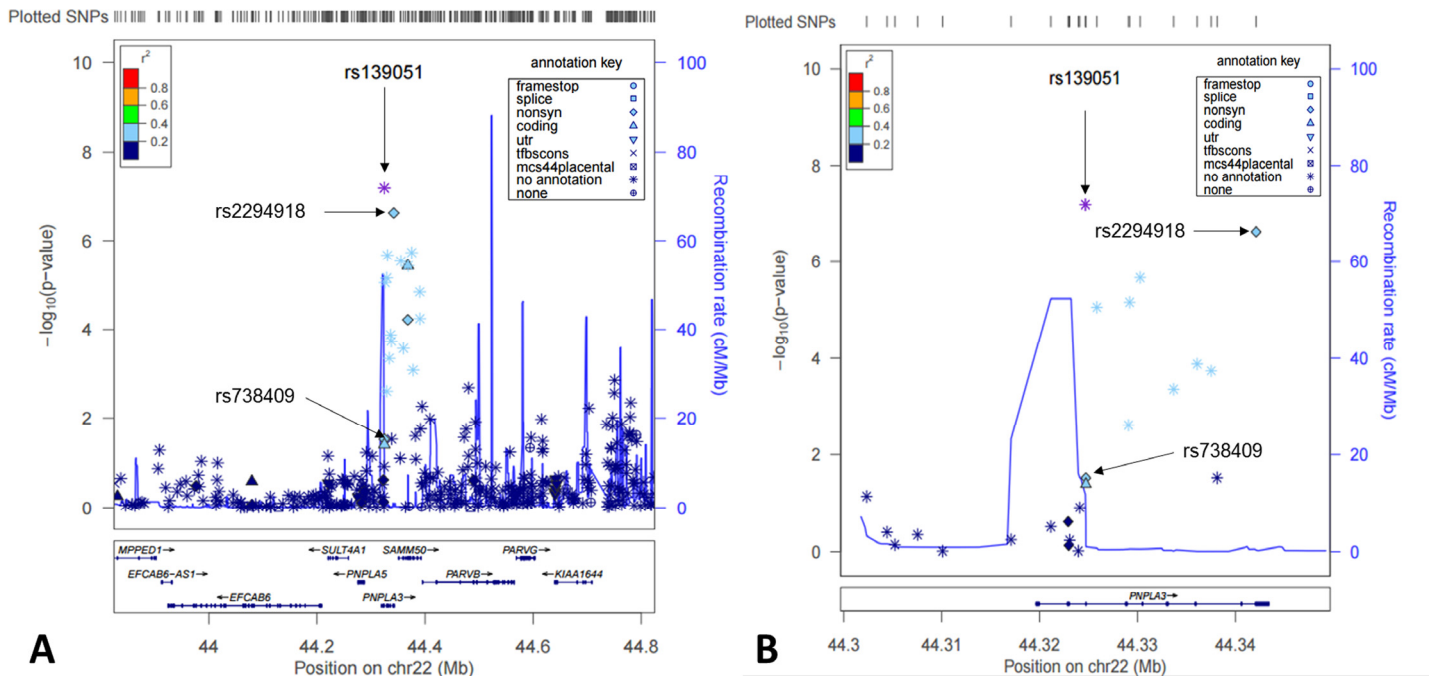 Plotted SNPs
10
8
6
4
2
0
−log10(p−value)
r2
0.8
0.6
0.4
0.2
rs139051
rs2294918
rs738409
annotation key
framestop
splice
nonsyn
coding
utr
tfbscons
mcs44placental
no annotation
none
100
80
60
40
20
0
Recombination rate (cM/Mb)
MPPED1→
←SULT4A1
SAMM50→
PARVG→
EFCAB6−AS1→
←PNPLA5
PARVB→
←KIAA1644
←EFCAB6
PNPLA3→
44
44.2
44.4
44.6
44.8
Position on chr22 (Mb)
A
Plotted SNPs
10
8
6
4
2
0
−log10(p−value)
r2
0.8
0.6
0.4
0.2
rs139051
rs2294918
rs738409
annotation key
framestop
splice
nonsyn
coding
utr
tfbscons
mcs44placental
no annotation
none
100
80
60
40
20
0
Recombination rate (cM/Mb)
PNPLA3→
44.3
44.31
44.32
44.33
44.34
Position on chr22 (Mb)
B